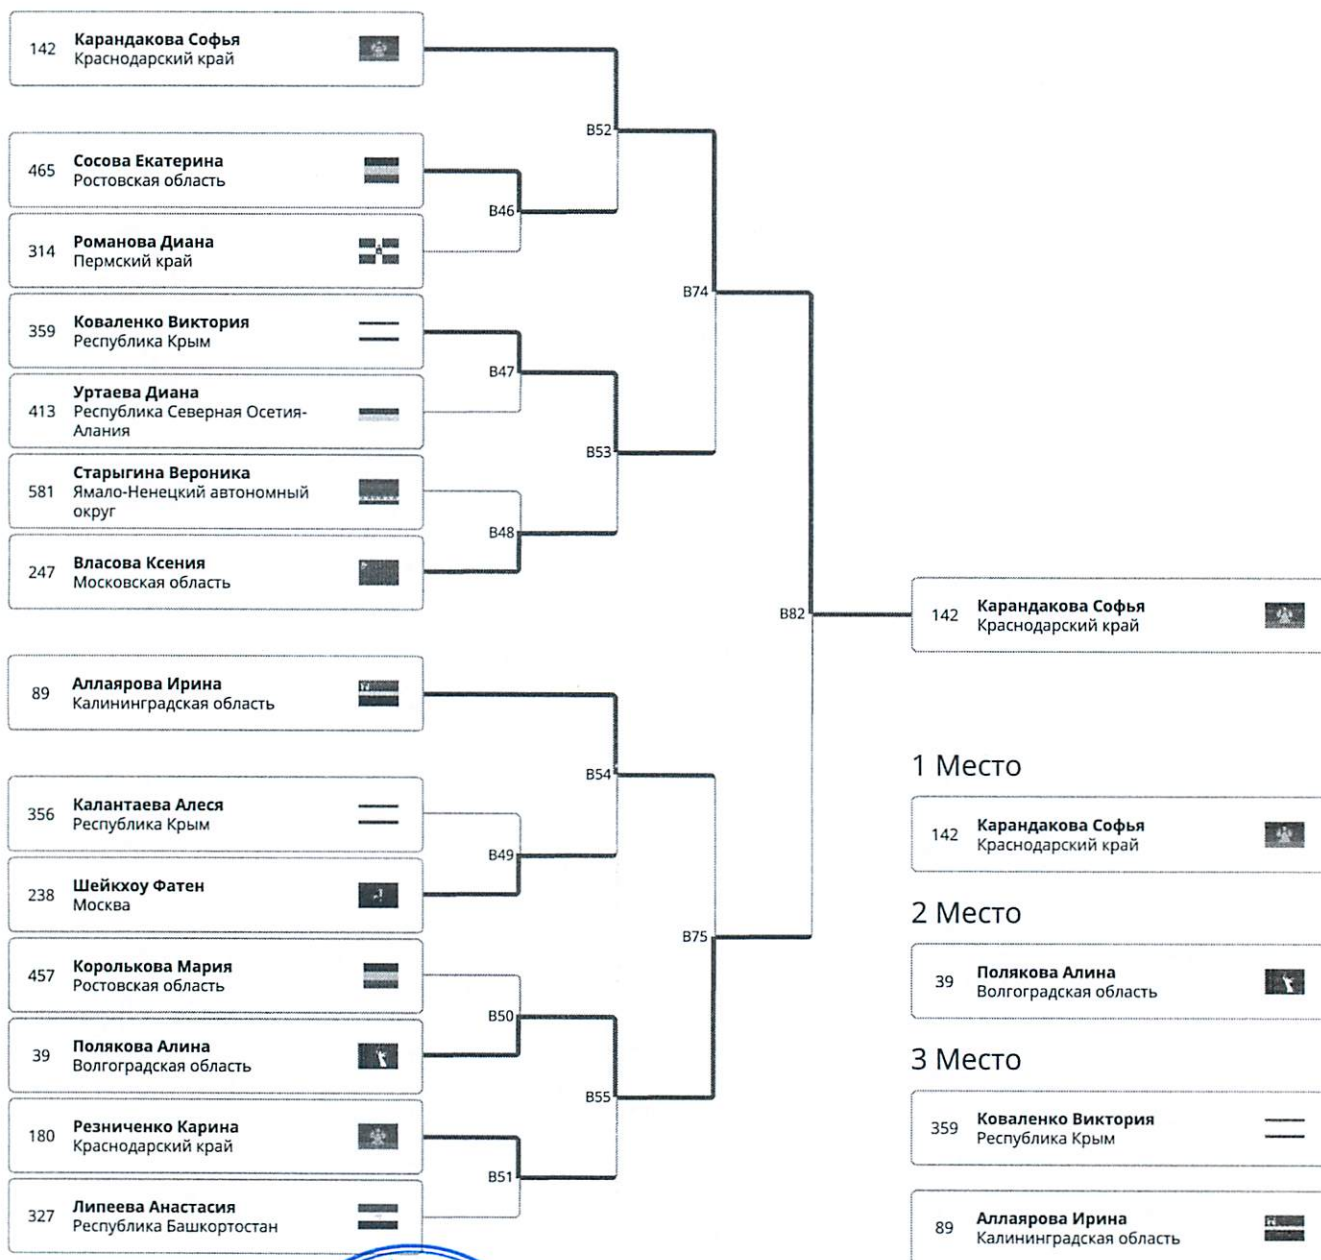 142
Карандакова Софья
Краснодарский край
465
Сосова Екатерина
Ростовская область
314
Романова Диана
Пермский край
359
Коваленко Виктория
Республика Крым
413
Уртаева Диана
Республика Северная Осетия-
Алания
581
Старыгина Вероника
Ямало-Ненецкий автономный
округ
247
Власова Ксения
Московская область
89
Аллаярова Ирина
Калининградская область
356
Калантаева Алеся
Республика Крым
238
Шейкхоу Фатен
Москва
457
Королькова Мария
Ростовская область
39
Полякова Алина
Волгоградская область
180
Резниченко Карина
Краснодарский край
327
Липеева Анастасия
Республика Башкортостан
B46
B47
B48
B49
B50
B51
B52
B53
B54
B55
B74
B75
B82
142
Карандакова Софья
Краснодарский край
1 Место
142
Карандакова Софья
Краснодарский край
2 Место
39
Полякова Алина
Волгоградская область
3 Место
359
Коваленко Виктория
Республика Крым
89
Аллаярова Ирина
Калининградская область